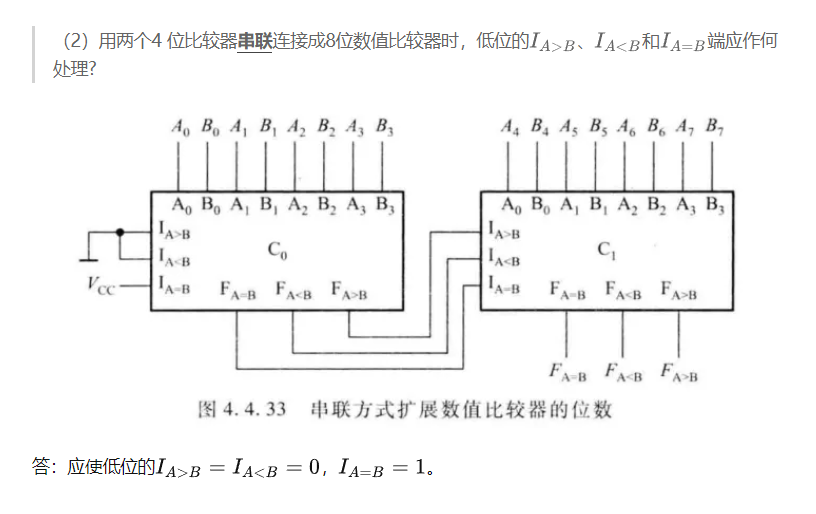 （2）用两个4 位比较器串联连接成8位数值比较器时，低位的I_{A>B}、I_{A<B}和I_{A=B}端应作何
处理?
A₀ B₀ A₁ B₁ A₂ B₂ A₃ B₃ A₄ B₄ A₅ B₅ A₆ B₆ A₇ B₇
A₀ B₀ A₁ B₁ A₂ B₂ A₃ B₃ A₀ B₀ A₁ B₁ A₂ B₂ A₃ B₃
I_{A>B} I_{A>B}
C₀ C₁
I_{A<B} I_{A<B}
V_{CC} I_{A=B} F_{A=B} F_{A<B} F_{A>B} I_{A=B} F_{A=B} F_{A<B} F_{A>B}
F_{A=B} F_{A<B} F_{A>B}
图 4.4.33 串联方式扩展数值比较器的位数
答：应使低位的I_{A>B} = I_{A<B} = 0，I_{A=B} = 1。